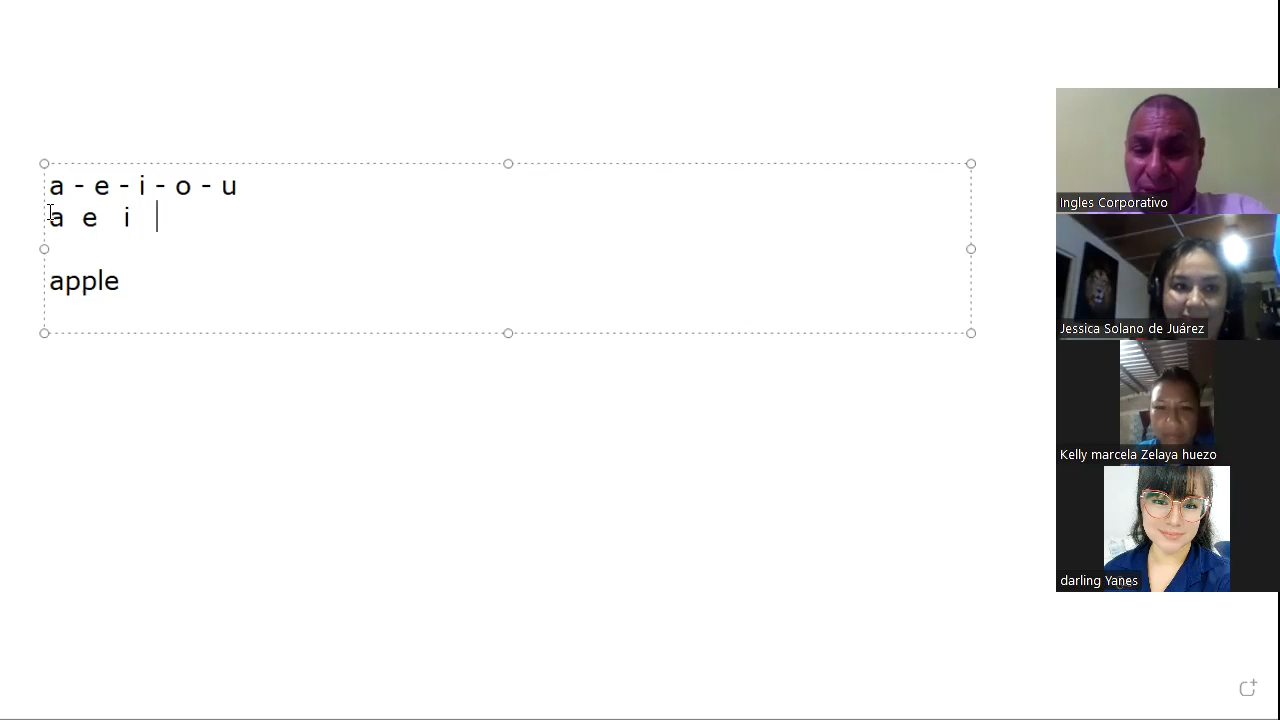 a - e - i - o - u
a e i
apple
Ingles Corporativo
Jessica Solano de Juárez
Kelly marcela Zelaya huezo
darling Yanes